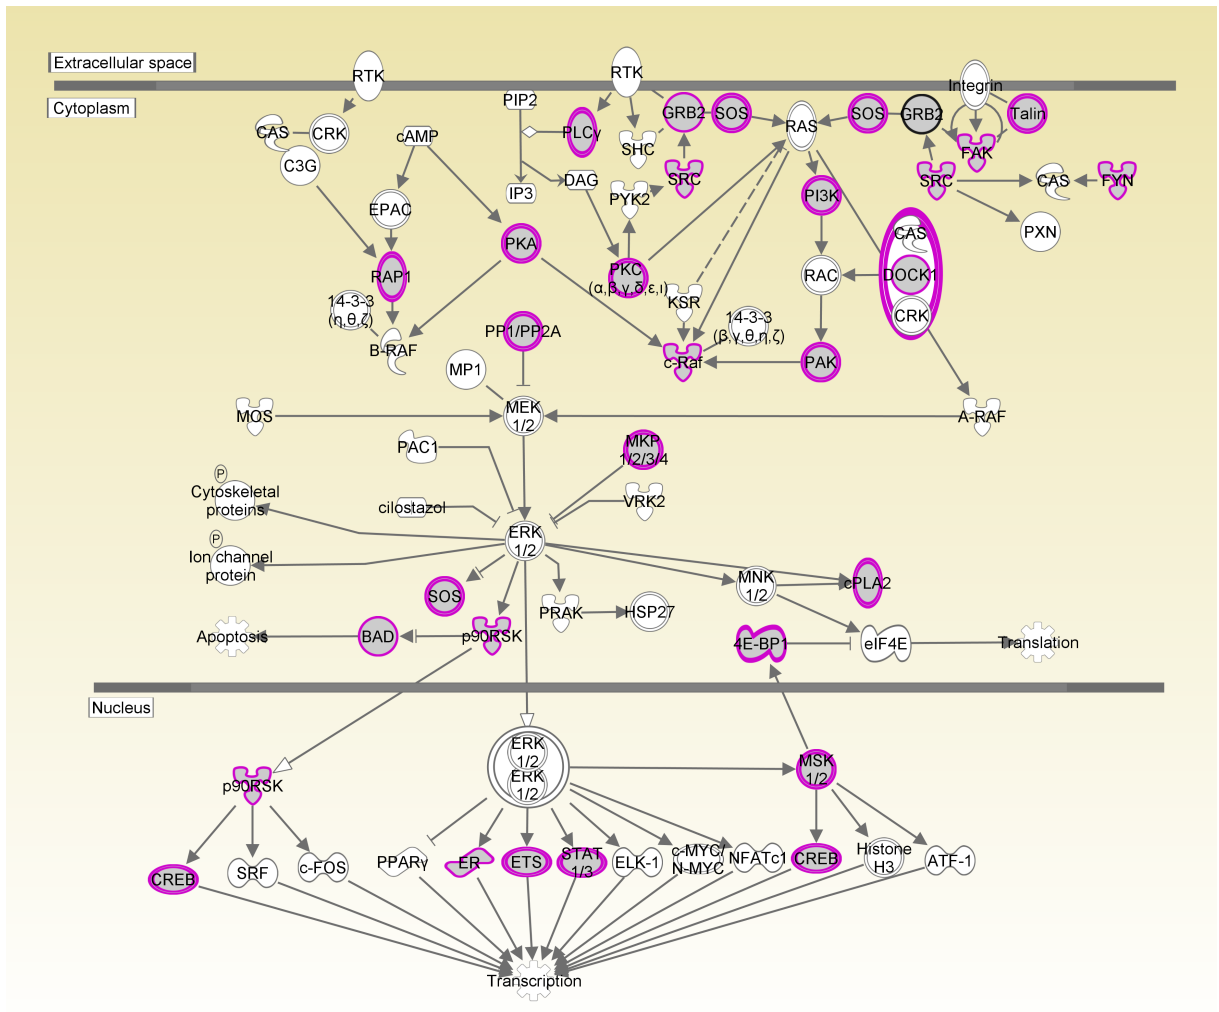 Extracellular space
RTK
RTK
Integrin
Cytoplasm
PIP2
GRB2
SOS
SOS
GRB2
Talin
CAS
CRK
cAMP
PLCγ
SHC
RAS
FAK
C3G
IP3
DAG
PYK2
SRC
PI3K
SRC
CAS
FYN
EPAC
PXN
PKA
CAS
RAP1
PKC
(α,β,γ,δ,ε,ι)
RAC
DOCK1
14-3-3
(η,θ,ζ)
KSR
14-3-3
(β,γ,θ,η,ζ)
CRK
B-RAF
PP1/PP2A
c-Raf
PAK
MP1
MOS
MEK
1/2
A-RAF
PAC1
MKP
1/2/3/4
P
Cytoskeletal
proteins
cilostazol
VRK2
P
Ion channel
protein
ERK
1/2
SOS
MNK
1/2
cPLA2
PRAK
HSP27
Apoptosis
BAD
p90RSK
4E-BP1
eIF4E
Translation
Nucleus
ERK
1/2
ERK
1/2
MSK
1/2
p90RSK
CREB
SRF
c-FOS
PPARγ
ER
ETS
STAT
1/3
ELK-1
c-MYC/
N-MYC
NFATc1
CREB
Histone
H3
ATF-1
Transcription